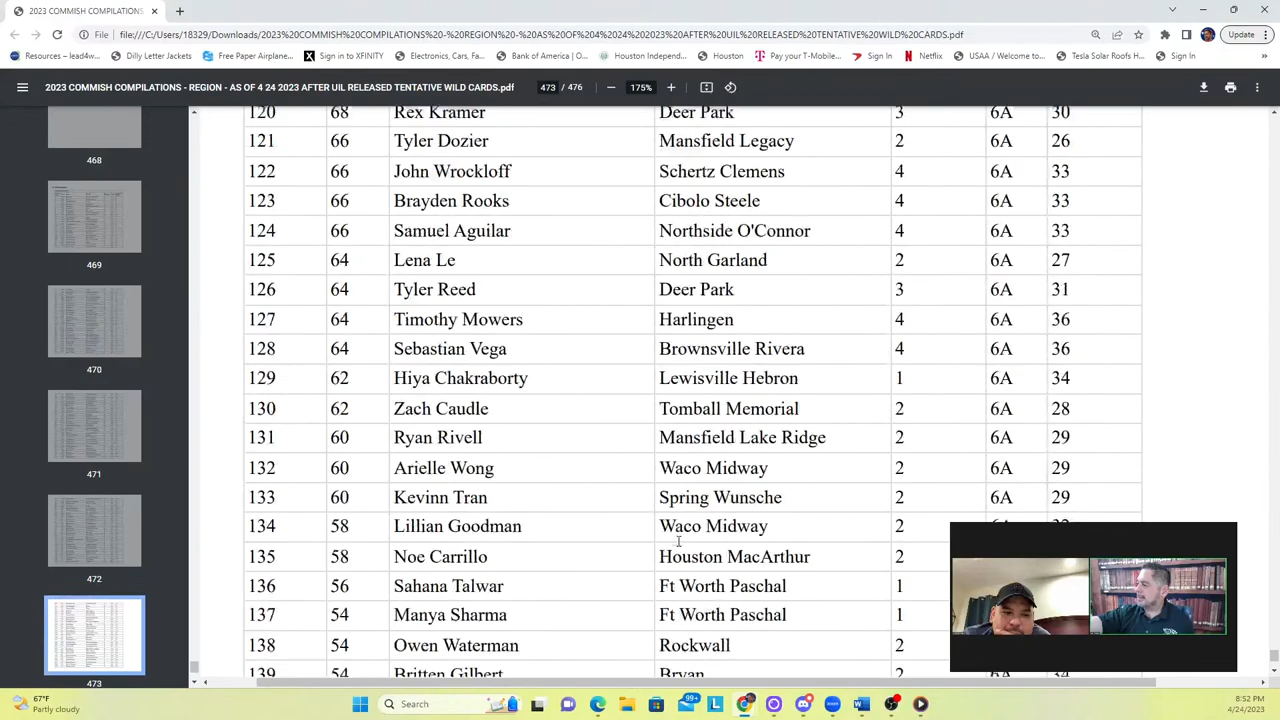 2023 COMMISH COMPILATIONS
File
file:///C:/Users/18329/Downloads/2023%20COMMISH%20COMPILATIONS%20-%20REGION%20-%20AS%20OF%204%2024%202023%20AFTER%20UIL%20RELEASED%20TENTATIVE%20WILD%20CARDS.pdf
Update
Resources – lead4w...
Dilly Letter Jackets
Free Paper Airplane...
Sign in to XFINITY
Electronics, Cars, Fa...
Bank of America | O...
Houston Independ...
Houston
Pay your T-Mobile...
Sign In
Netflix
USAA / Welcome to...
Tesla Solar Roofs Ho...
Sign In
2023 COMMISH COMPILATIONS - REGION - AS OF 4 24 2023 AFTER UIL RELEASED TENTATIVE WILD CARDS.pdf
473 / 476
175%
468
469
470
471
472
473
120 68 Rex Kramer Deer Park 3 6A 30
121 66 Tyler Dozier Mansfield Legacy 2 6A 26
122 66 John Wrockloff Schertz Clemens 4 6A 33
123 66 Brayden Rooks Cibolo Steele 4 6A 33
124 66 Samuel Aguilar Northside O'Connor 4 6A 33
125 64 Lena Le North Garland 2 6A 27
126 64 Tyler Reed Deer Park 3 6A 31
127 64 Timothy Harlingen 4 6A 36
128 64 Sebastian Vega Brownsville Rivera 4 6A 36
129 62 Hiya Chakraborty Lewisville Hebron 1 6A 34
130 62 Zach Caudle Tomball Memorial 2 6A 28
131 60 Ryan Rivell Mansfield Lake Ridge 2 6A 29
132 60 Arielle Wong Waco Midway 2 6A 29
133 60 Kevinn Tran Spring Wunsche 2 6A 29
134 58 Lillian Goodman Waco Midway 2
135 58 Noe Carrillo Houston MacArthur 2
136 56 Sahana Talwar Ft Worth Paschal 1
137 54 Sharma Ft Worth Paschal 1
138 54 Owen Waterman Rockwall 2
139 54 Britten Gilbert Bryan 2
67°F
Partly cloudy
Search
99+
8:52 PM
4/24/2023